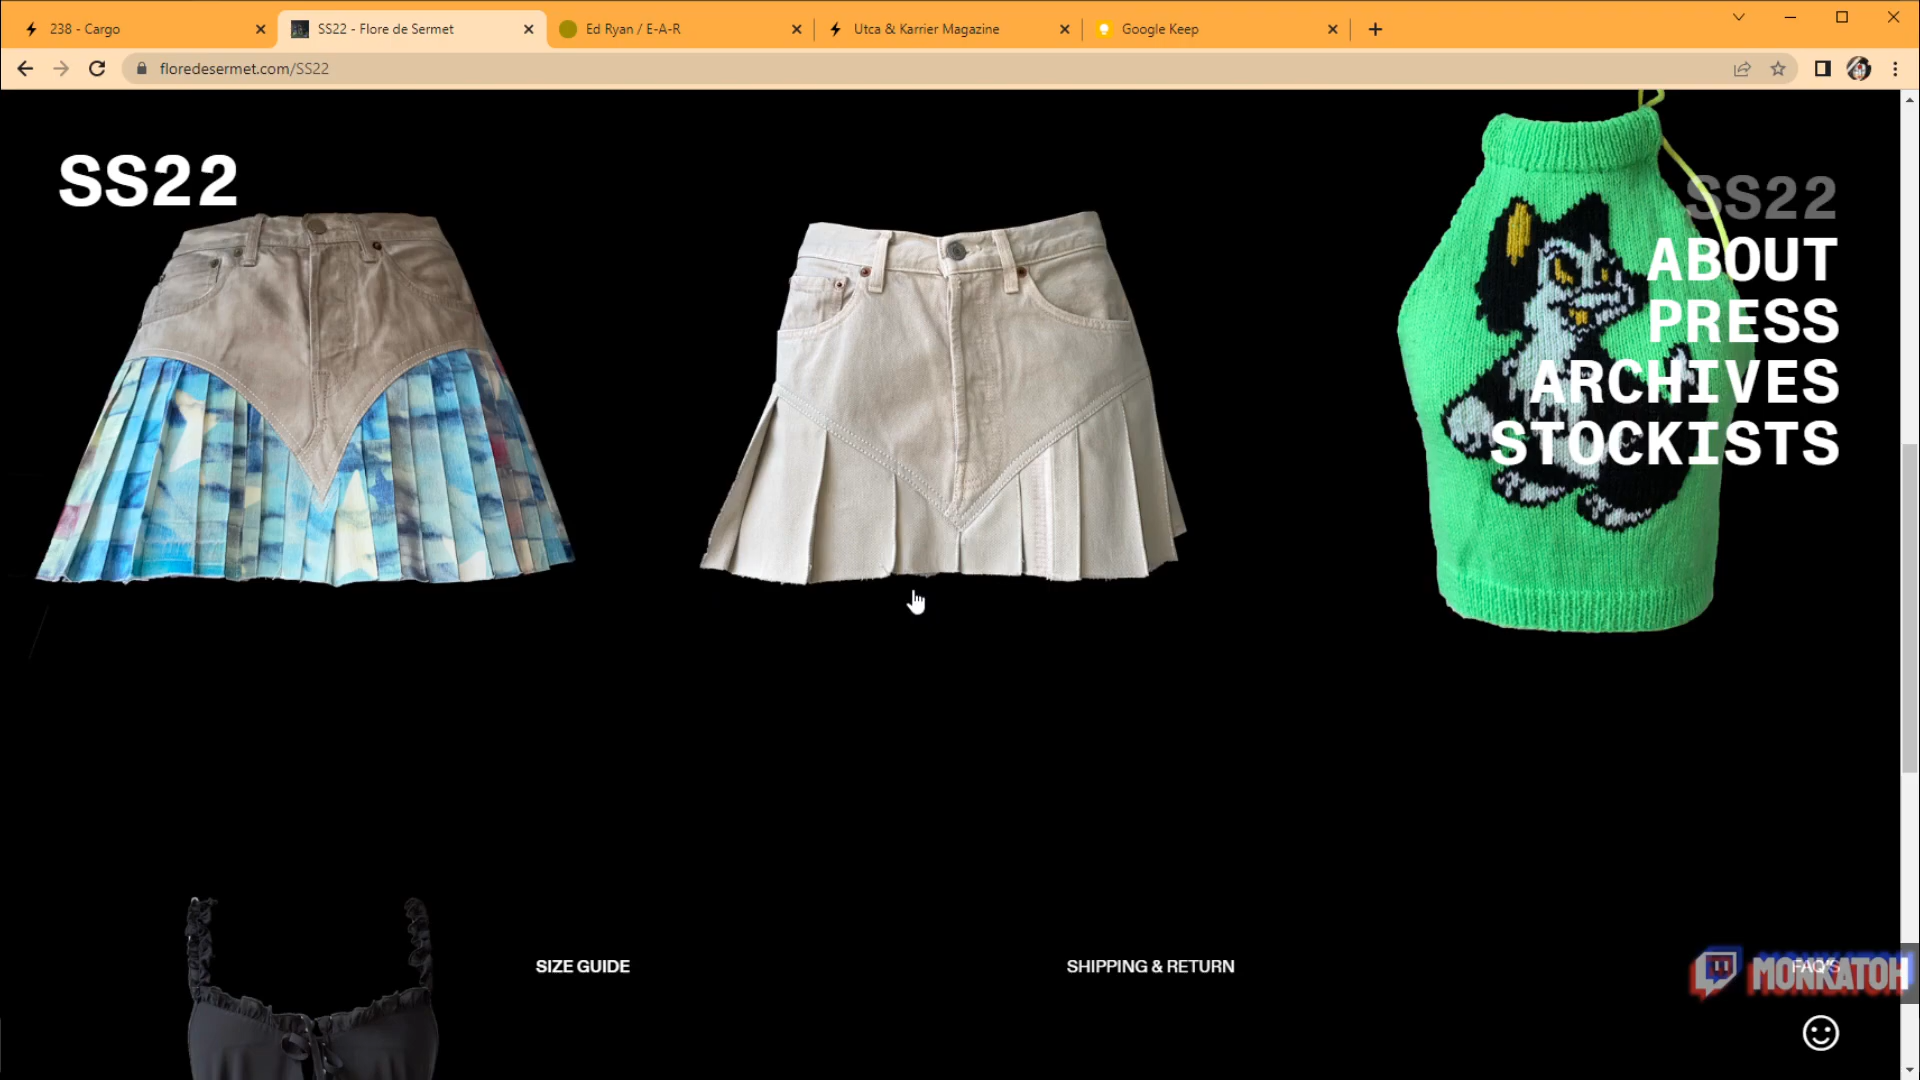 238 - Cargo
SS22 - Flore de Sermet
Ed Ryan / E-A-R
Utca & Karrier Magazine
Google Keep
floredesermet.com/SS22
SS22
SS22
ABOUT
PRESS
ARCHIVES
STOCKISTS
SIZE GUIDE
SHIPPING & RETURN
FAQ'S
MONKATOH